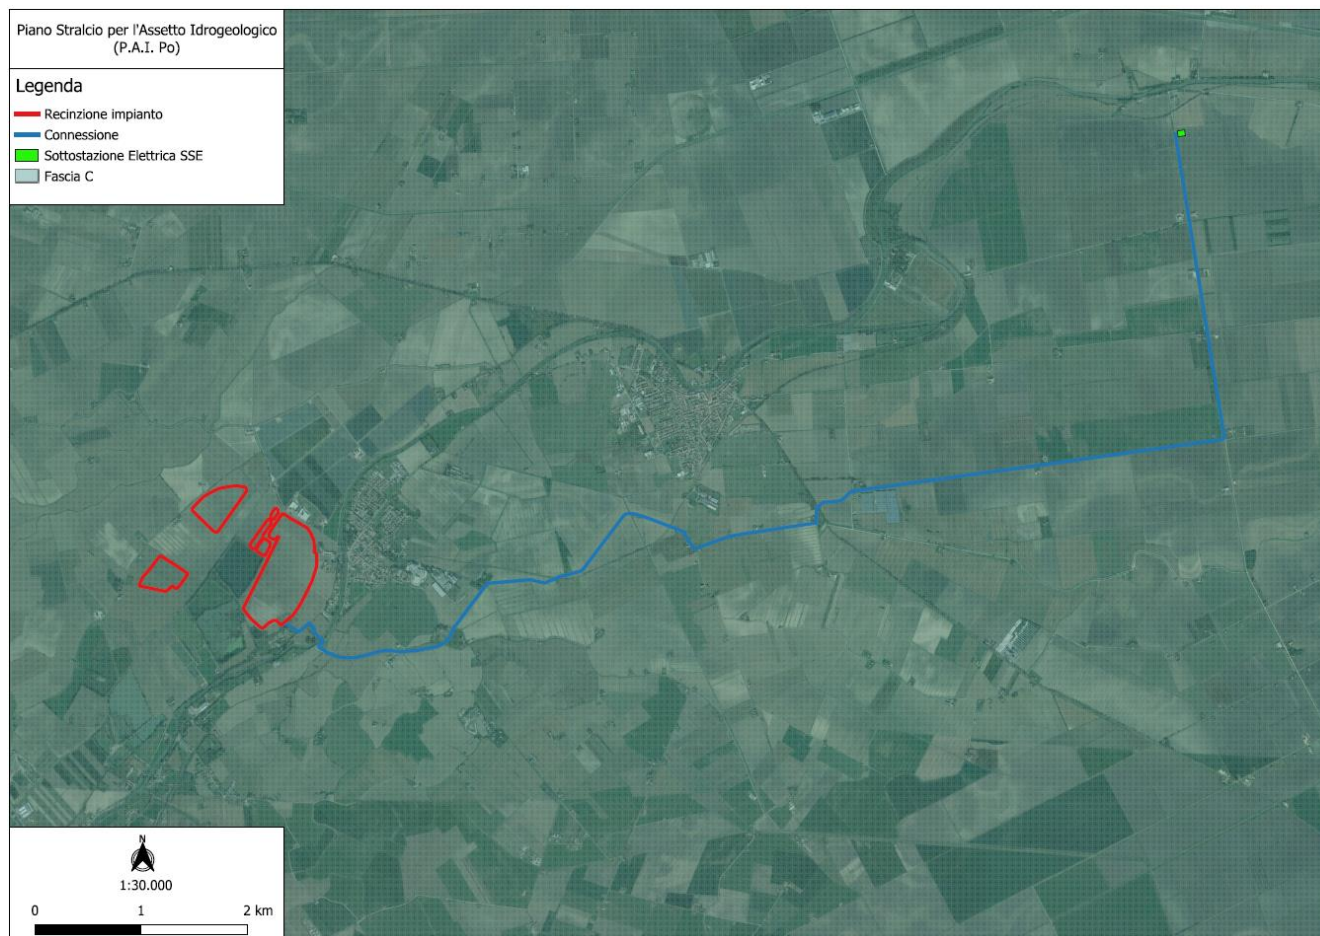 Piano Stralcio per l'Assetto Idrogeologico
(P.A.I. Po)
Legenda
Recinzione impianto
Connessione
Sottostazione Elettrica SSE
Fascia C
N
1:30.000
0 1 2 km